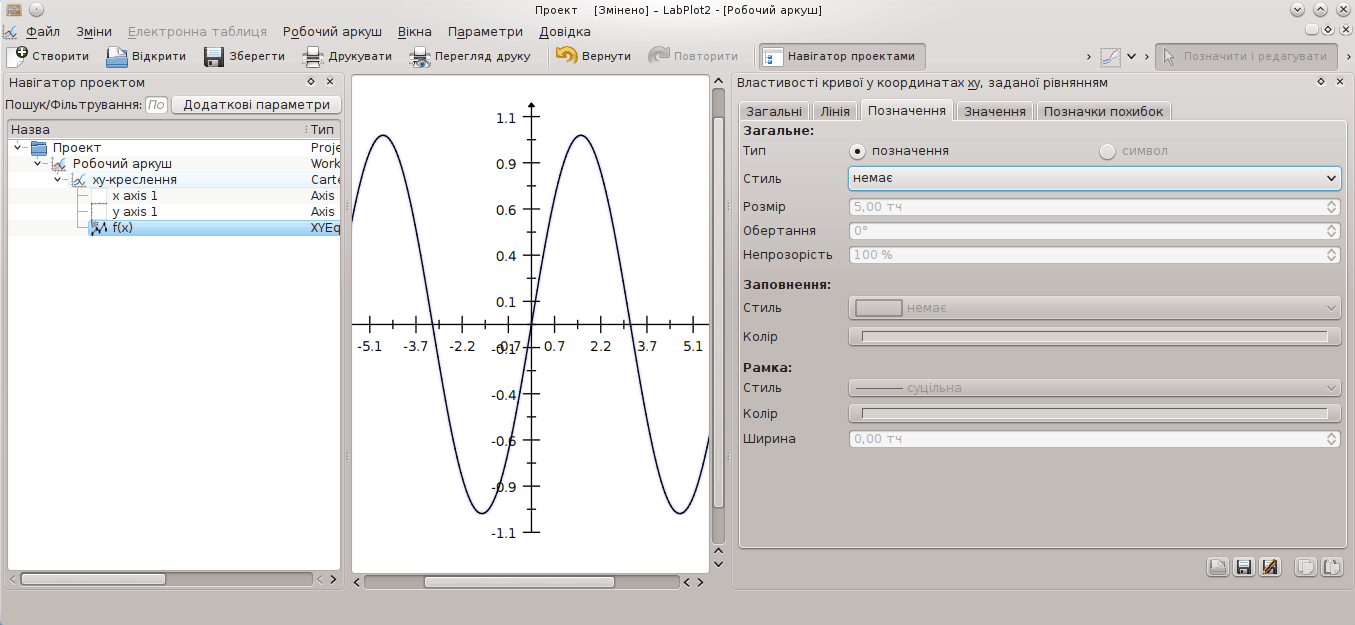 Проект [Змінено] – LabPlot2 - [Робочий аркуш]
Файл Зміни Електронна таблиця Робочий аркуш Вікна Параметри Довідка
Створити Відкрити Зберегти Друкувати Перегляд друку Вернути Повторити Навігатор проектами Позначити і редагувати
Навігатор проектом
Пошук/Фільтрування: По Додаткові параметри
Назва Тип
Проект Proje
Робочий аркуш Work
xy-креслення Carte
x axis 1 Axis
y axis 1 Axis
f(x) XYEq
1.1
0.9
0.6
0.4
0.1
-5.1 -3.7 -2.2 -0.7 0.7 2.2 3.7 5.1
-0.1
-0.4
-0.6
-0.9
-1.1
Властивості кривої у координатах xy, заданої рівнянням
Загальні Лінія Позначення Значення Позначки похибок
Загальне:
Тип позначення символ
Стиль немає
Розмір 5,00 тч
Обертання 0°
Непрозорість 100 %
Заповнення:
Стиль немає
Колір
Рамка:
Стиль суцільна
Колір
Ширина 0,00 тч